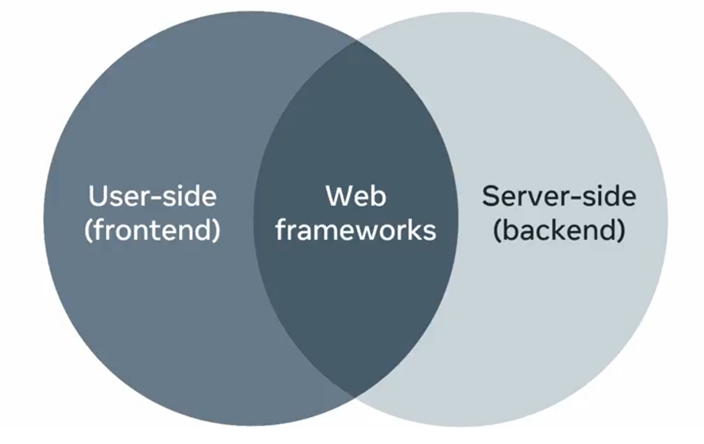 User-side
(frontend)
Web
frameworks
Server-side
(backend)